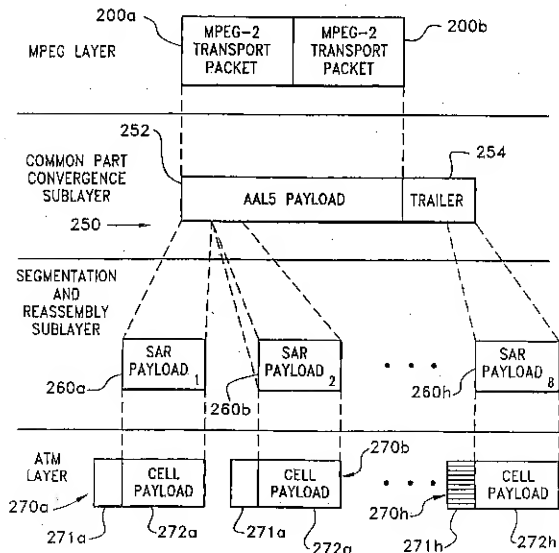 200a
MPEG-2
TRANSPORT
PACKET
MPEG-2
TRANSPORT
PACKET
200b
MPEG LAYER
252
254
COMMON PART
CONVERGENCE
SUBLAYER
AAL5 PAYLOAD
TRAILER
250
SEGMENTATION
AND
REASSEMBLY
SUBLAYER
SAR
PAYLOAD 1
SAR
PAYLOAD 2
SAR
PAYLOAD 8
260a
260b
260h
ATM
LAYER
270a
CELL
PAYLOAD
270b
CELL
PAYLOAD
270h
CELL
PAYLOAD
271a
272a
271a
272a
271h
272h